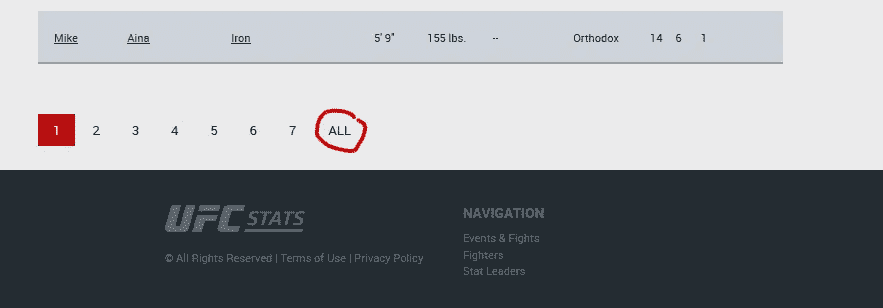 Mike Aina Iron 5' 9" 155 lbs. -- Orthodox 14 6 1
1 2 3 4 5 6 7 ALL
UFC STATS
© All Rights Reserved | Terms of Use | Privacy Policy
NAVIGATION
Events & Fights
Fighters
Stat Leaders